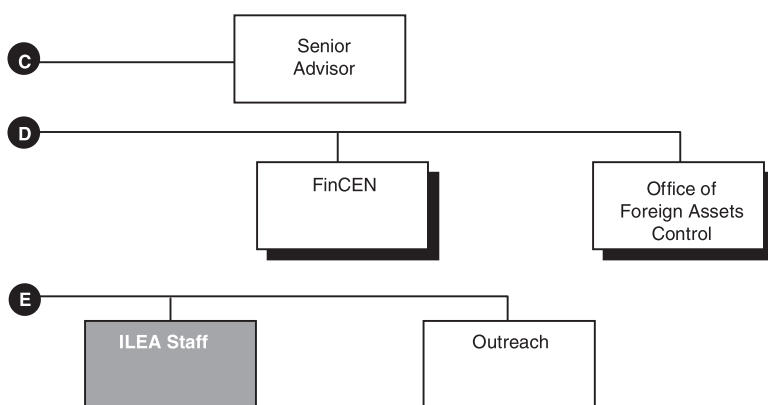 C
Senior
Advisor
D
FinCEN
Office of
Foreign Assets
Control
E
ILEA Staff
Outreach